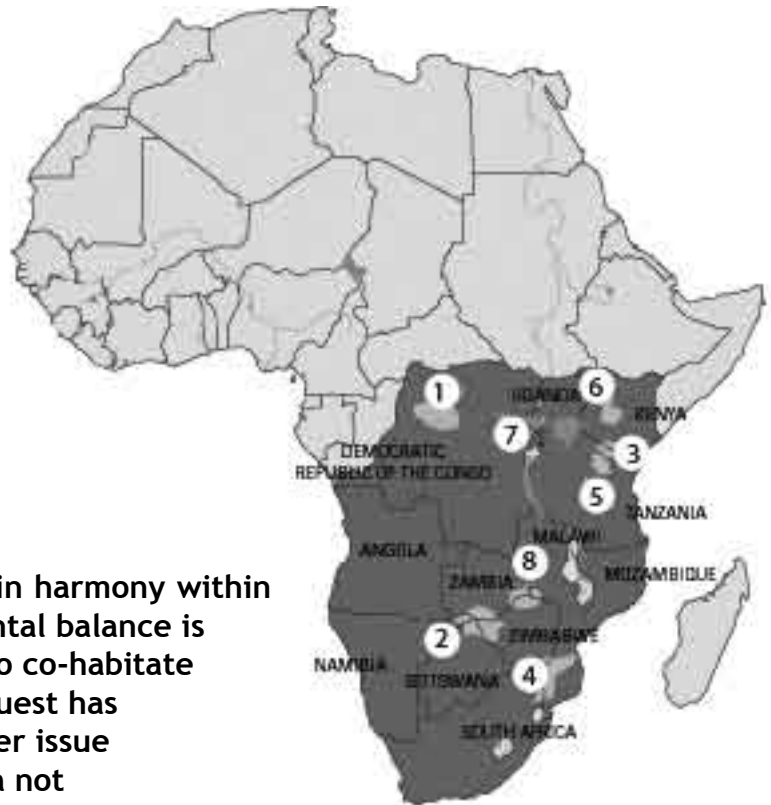 1
UGANDA
6
KENYA
7
3
DEMOCRATIC
REPUBLIC OF THE CONGO
5
TANZANIA
MALAWI
ANGOLA
8
ZAMBIA
MOZAMBIQUE
2
ZIMBABWE
NAMIBIA
BOTSWANA
4
SOUTH AFRICA
in harmony within
ntal balance is
o co-habitate
uest has
er issue
not